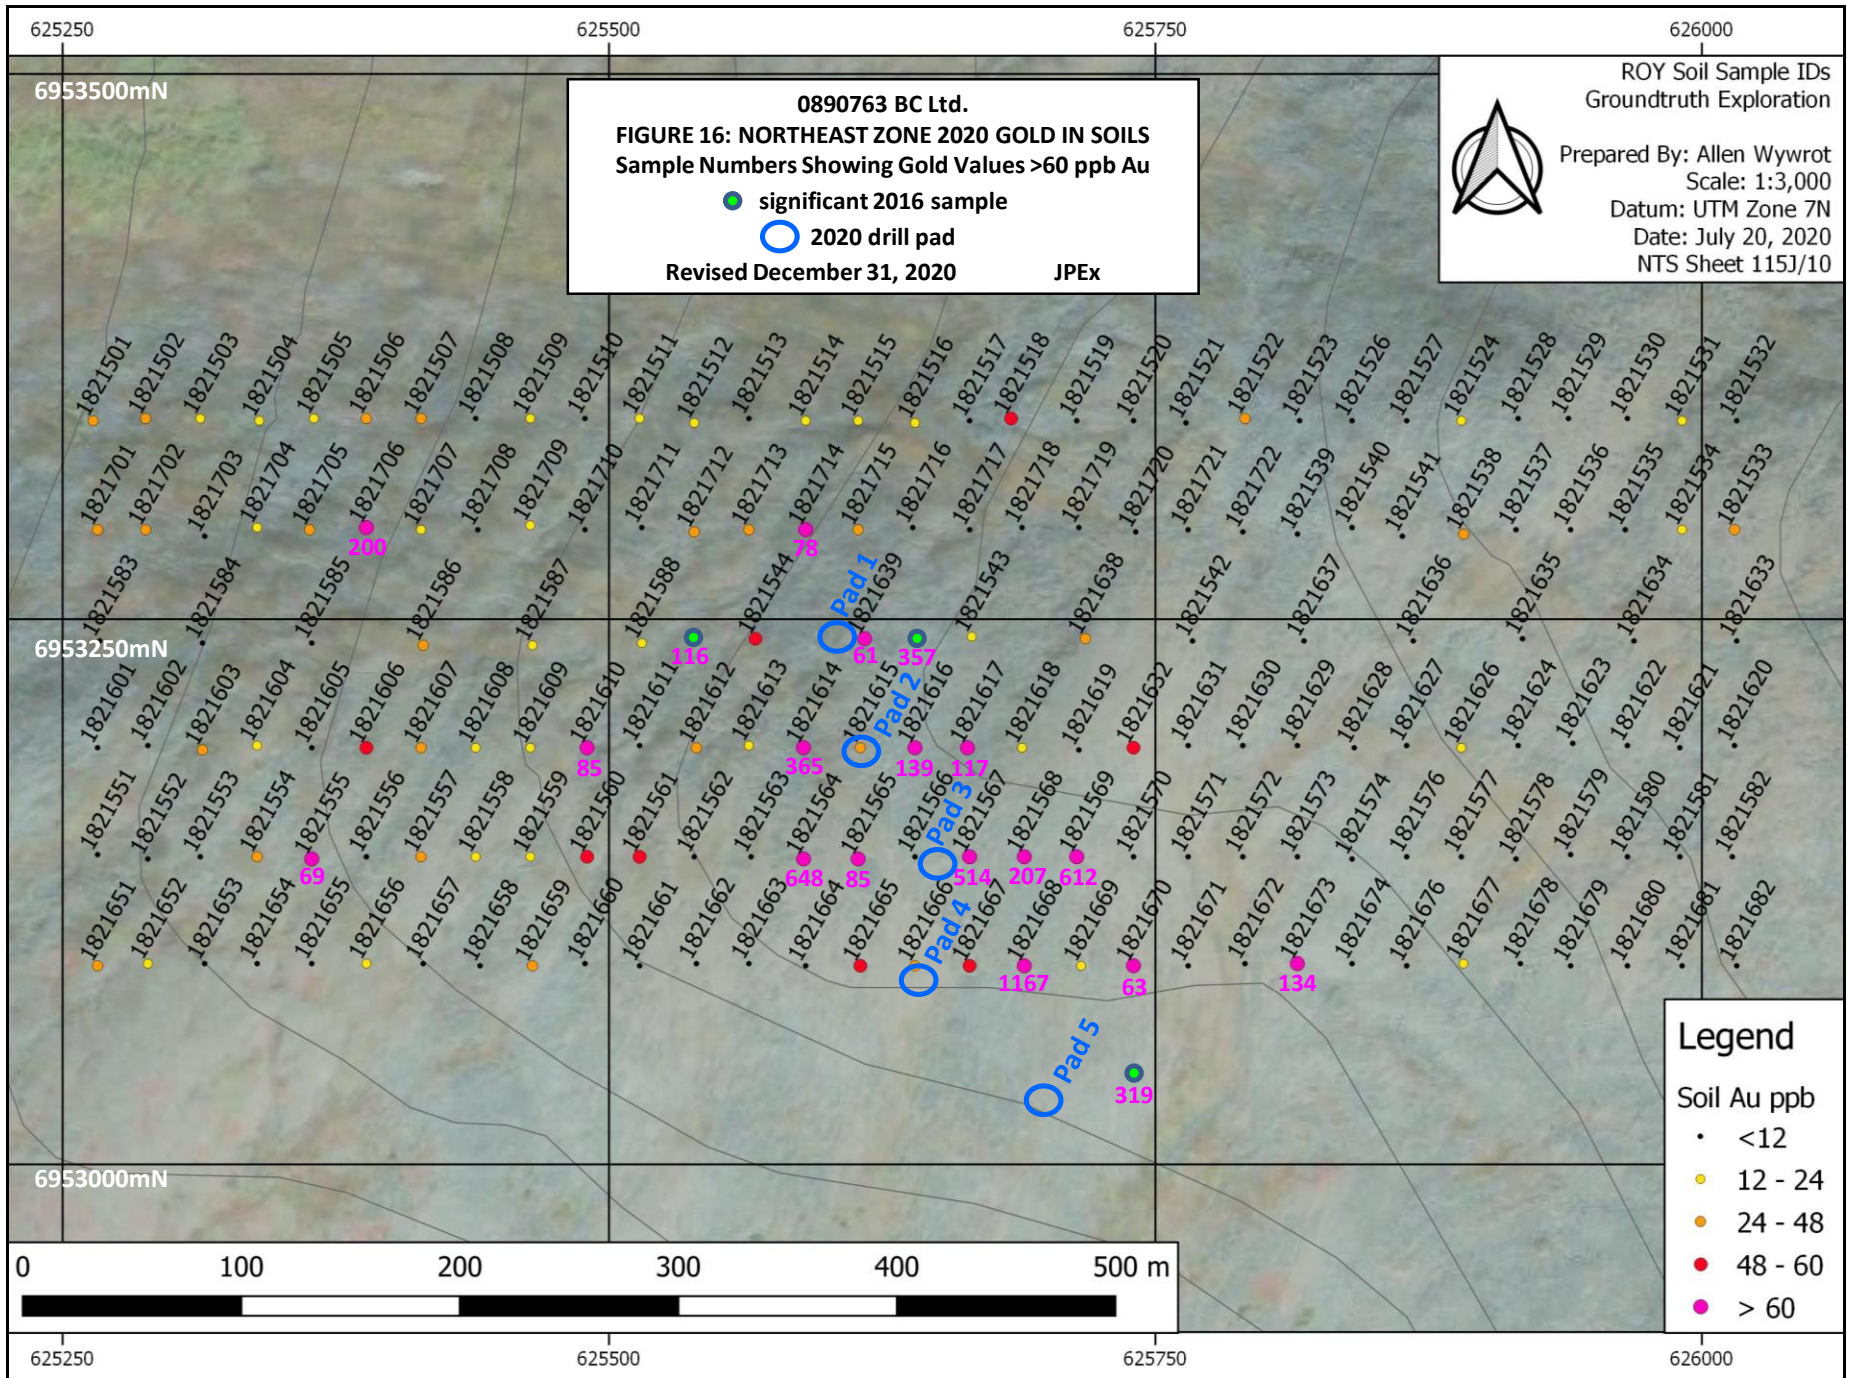 625250
625500
625750
626000
6953500mN
0890763 BC Ltd.
FIGURE 16: NORTHEAST ZONE 2020 GOLD IN SOILS
Sample Numbers Showing Gold Values >60 ppb Au
significant 2016 sample
2020 drill pad
Revised December 31, 2020 JPEx
ROY Soil Sample IDs
Groundtruth Exploration
Prepared By: Allen Wywrot
Scale: 1:3,000
Datum: UTM Zone 7N
Date: July 20, 2020
NTS Sheet 115J/10
1821501 1821502 1821503 1821504 1821505 1821506 1821507 1821508 1821509 1821510 1821511 1821512 1821513 1821514 1821515 1821516 1821517 1821518 1821519 1821520 1821521 1821522 1821523 1821526 1821527 1821524 1821528 1821529 1821530 1821531 1821532
1821701 1821702 1821703 1821704 1821705 1821706 1821707 1821708 1821709 1821710 1821711 1821712 1821713 1821714 1821715 1821716 1821717 1821718 1821719 1821720 1821721 1821722 1821539 1821540 1821541 1821538 1821537 1821536 1821535 1821534 1821533
200 78
Pad 1
1821583 1821584 1821585 1821586 1821587 1821588 1821544 1821639 1821543 1821638 1821542 1821637 1821636 1821635 1821634 1821633
6953250mN
116 61 357
Pad 2
1821601 1821602 1821603 1821604 1821605 1821606 1821607 1821608 1821609 1821610 1821611 1821612 1821613 1821614 1821615 1821616 1821617 1821618 1821619 1821632 1821631 1821630 1821629 1821628 1821627 1821626 1821624 1821623 1821622 1821621 1821620
85 365 139 117
Pad 3
1821551 1821552 1821553 1821554 1821555 1821556 1821557 1821558 1821559 1821560 1821561 1821562 1821563 1821564 1821565 1821566 1821567 1821568 1821569 1821570 1821571 1821572 1821573 1821574 1821576 1821577 1821578 1821579 1821580 1821581 1821582
69 648 85 514 207 612
Pad 4
1821651 1821652 1821653 1821654 1821655 1821656 1821657 1821658 1821659 1821660 1821661 1821662 1821663 1821664 1821665 1821666 1821667 1821668 1821669 1821670 1821671 1821672 1821673 1821674 1821676 1821677 1821678 1821679 1821680 1821681 1821682
1167 63 134
Pad 5
319
6953000mN
Legend
Soil Au ppb
<12
12 - 24
24 - 48
48 - 60
> 60
0 100 200 300 400 500 m
625250
625500
625750
626000